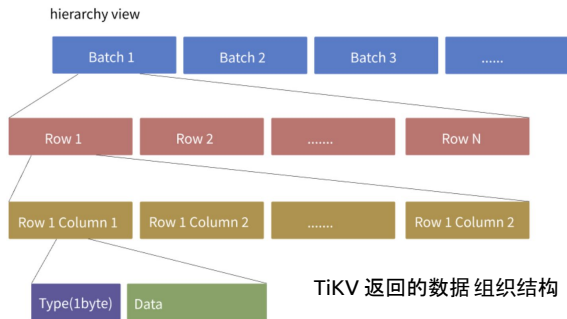 hierarchy view
Batch 1 Batch 2 Batch 3 ......
Row 1 Row 2 ....... Row N
Row 1 Column 1 Row 1 Column 2 ....... Row 1 Column 2
Type(1byte) Data
TiKV 返回的数据组织结构